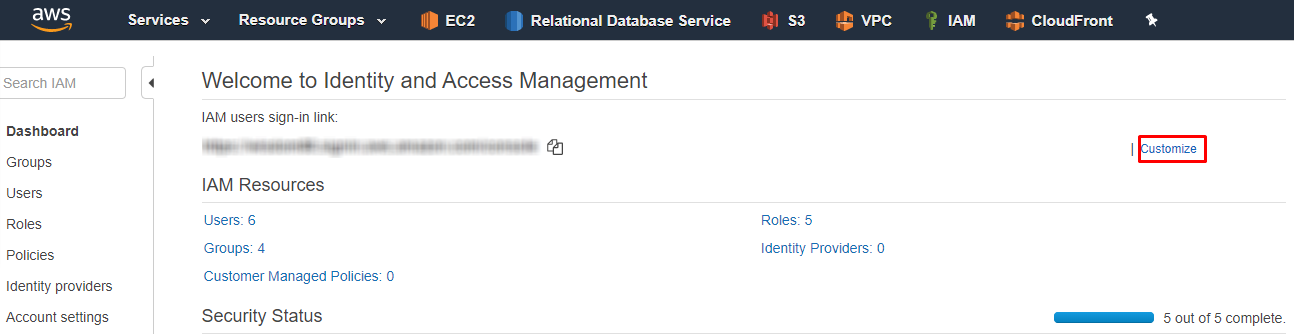 aws Services Resource Groups EC2 Relational Database Service S3 VPC IAM CloudFront
Search IAM
Welcome to Identity and Access Management
IAM users sign-in link:
| Customize
Dashboard
Groups
Users
Roles
Policies
Identity providers
Account settings
IAM Resources
Users: 6
Roles: 5
Groups: 4
Identity Providers: 0
Customer Managed Policies: 0
Security Status
5 out of 5 complete.